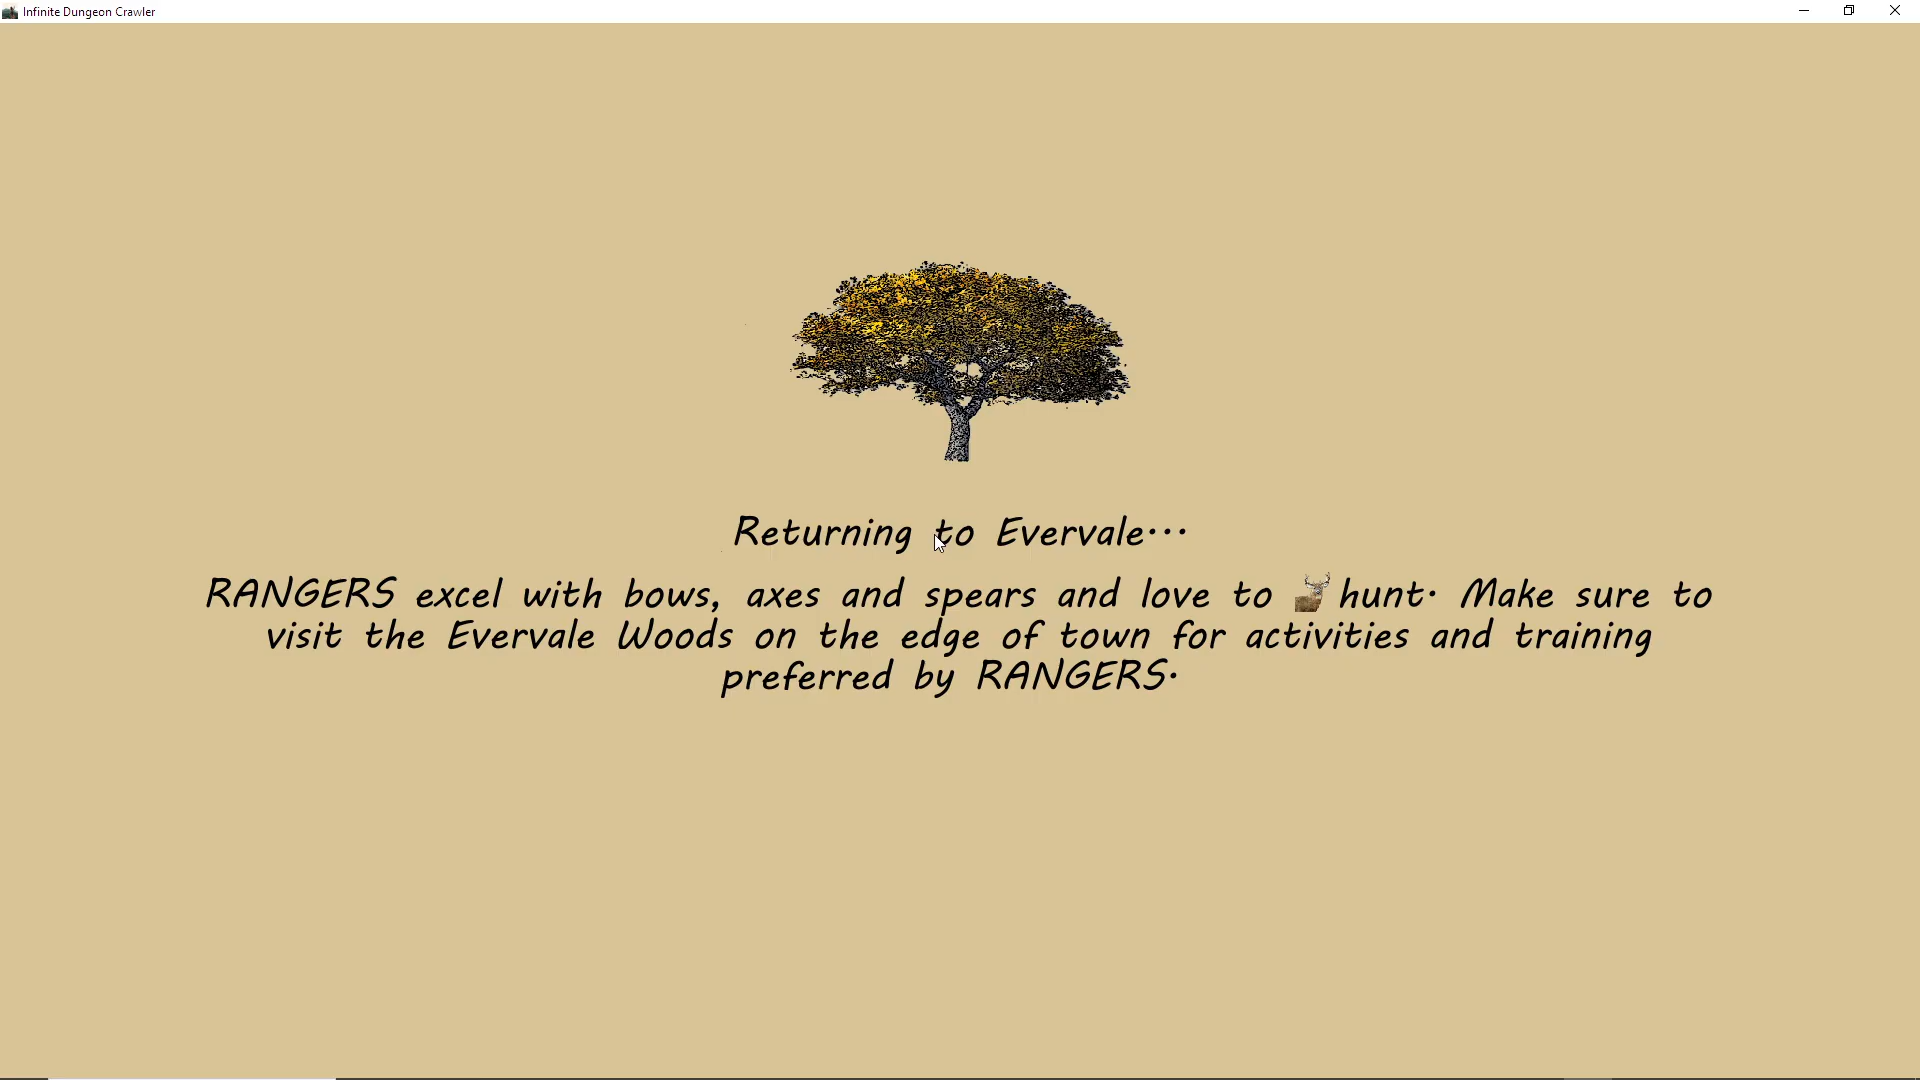 Infinite Dungeon Crawler
Returning to Evervale...
RANGERS excel with bows, axes and spears and love to hunt. Make sure to
visit the Evervale Woods on the edge of town for activities and training
preferred by RANGERS.